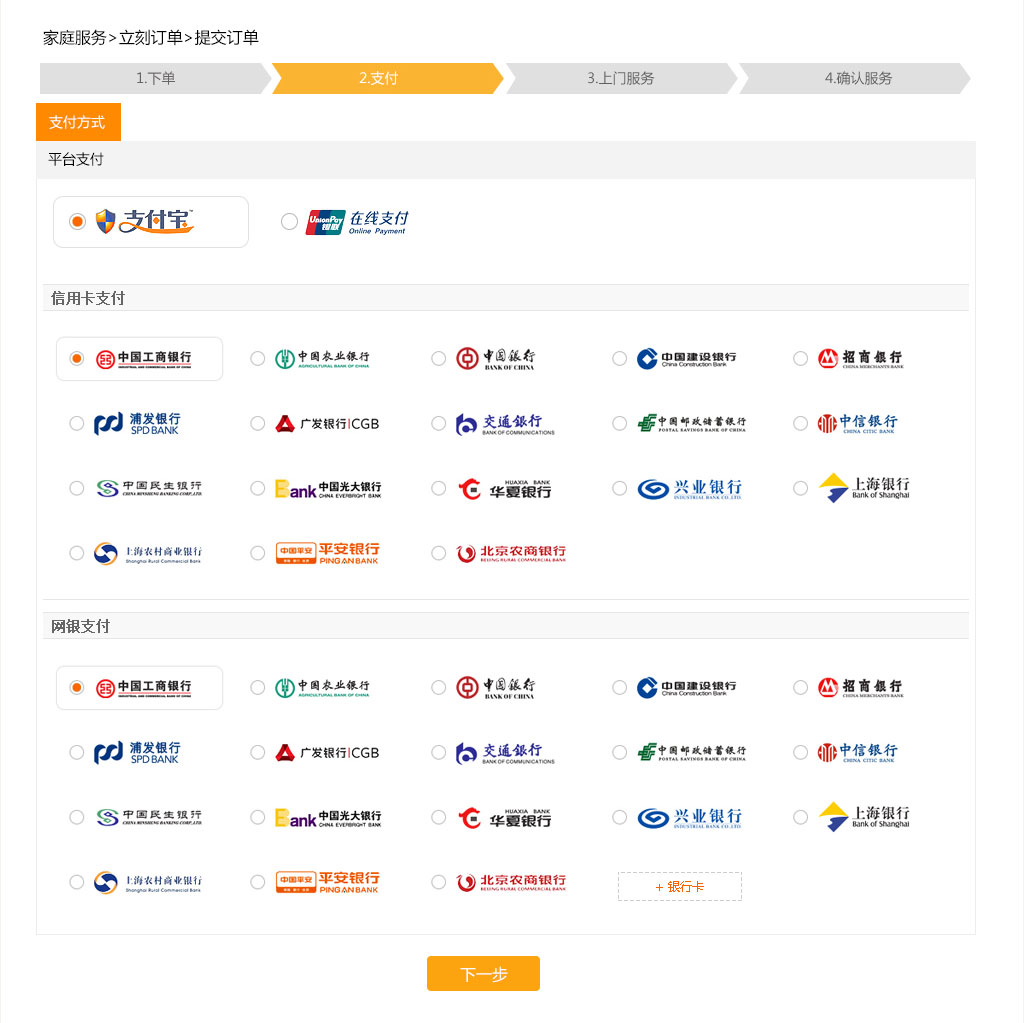 家庭服务>立刻订单>提交订单
1.下单 2.支付 3.上门服务 4.确认服务
支付方式
平台支付
支付宝 UnionPay 银联 在线支付 Online Payment
信用卡支付
中国工商银行 INDUSTRIAL AND COMMERCIAL BANK OF CHINA 中国农业银行 AGRICULTURAL BANK OF CHINA 中国银行 BANK OF CHINA 中国建设银行 China Construction Bank 招商银行 CHINA MERCHANTS BANK
浦发银行 SPD BANK 广发银行|CGB 交通银行 BANK OF COMMUNICATIONS 中国邮政储蓄银行 POSTAL SAVINGS BANK OF CHINA 中信银行 CHINA CITIC BANK
中国民生银行 CHINA MINSHENG BANKING CORP.,LTD. Bank 中国光大银行 CHINA EVERBRIGHT BANK HUAXIA BANK 华夏银行 兴业银行 INDUSTRIAL BANK CO.,LTD. 上海银行 Bank of Shanghai
上海农村商业银行 Shanghai Rural Commercial Bank 中国平安 平安银行 PING AN BANK 北京农商银行 BEIJING RURAL COMMERCIAL BANK
网银支付
中国工商银行 INDUSTRIAL AND COMMERCIAL BANK OF CHINA 中国农业银行 AGRICULTURAL BANK OF CHINA 中国银行 BANK OF CHINA 中国建设银行 China Construction Bank 招商银行 CHINA MERCHANTS BANK
浦发银行 SPD BANK 广发银行|CGB 交通银行 BANK OF COMMUNICATIONS 中国邮政储蓄银行 POSTAL SAVINGS BANK OF CHINA 中信银行 CHINA CITIC BANK
中国民生银行 CHINA MINSHENG BANKING CORP.,LTD. Bank 中国光大银行 CHINA EVERBRIGHT BANK HUAXIA BANK 华夏银行 兴业银行 INDUSTRIAL BANK CO.,LTD. 上海银行 Bank of Shanghai
上海农村商业银行 Shanghai Rural Commercial Bank 中国平安 平安银行 PING AN BANK 北京农商银行 BEIJING RURAL COMMERCIAL BANK + 银行卡
下一步